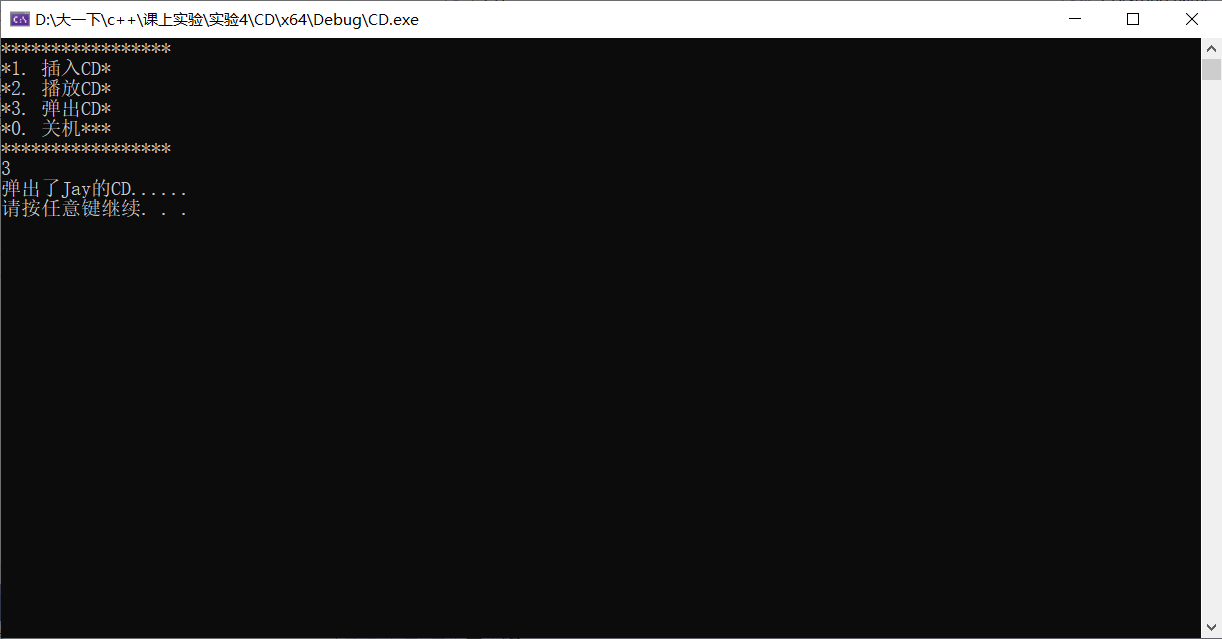 D:\大一下\c++\课上实验\实验4\CD\x64\Debug\CD.exe
*****************
*1. 插入CD*
*2. 播放CD*
*3. 弹出CD*
*0. 关机***
*****************
3
弹出了Jay的CD......
请按任意键继续. . .